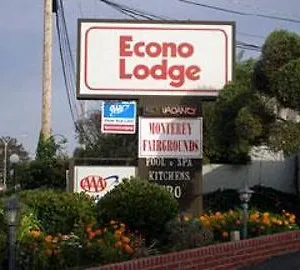 Econo
Lodge
VACANCY
AAA
MONTEREY
FAIRGROUNDS
POOL & SPA
KITCHENS
AAA